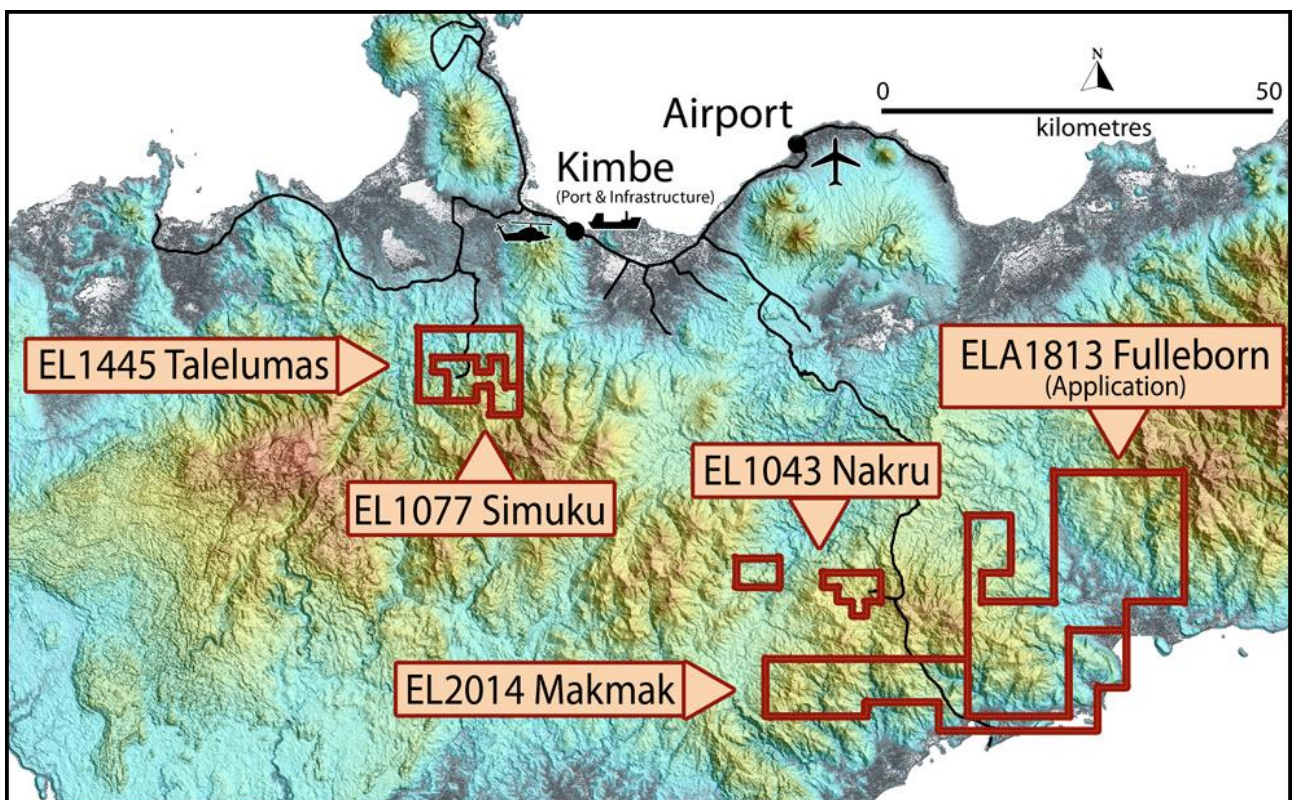 N
0 50
kilometres
Airport
Kimbe
(Port & Infrastructure)
EL1445 Talelumas
ELA1813 Fulleborn
(Application)
EL1043 Nakru
EL1077 Simuku
EL2014 Makmak